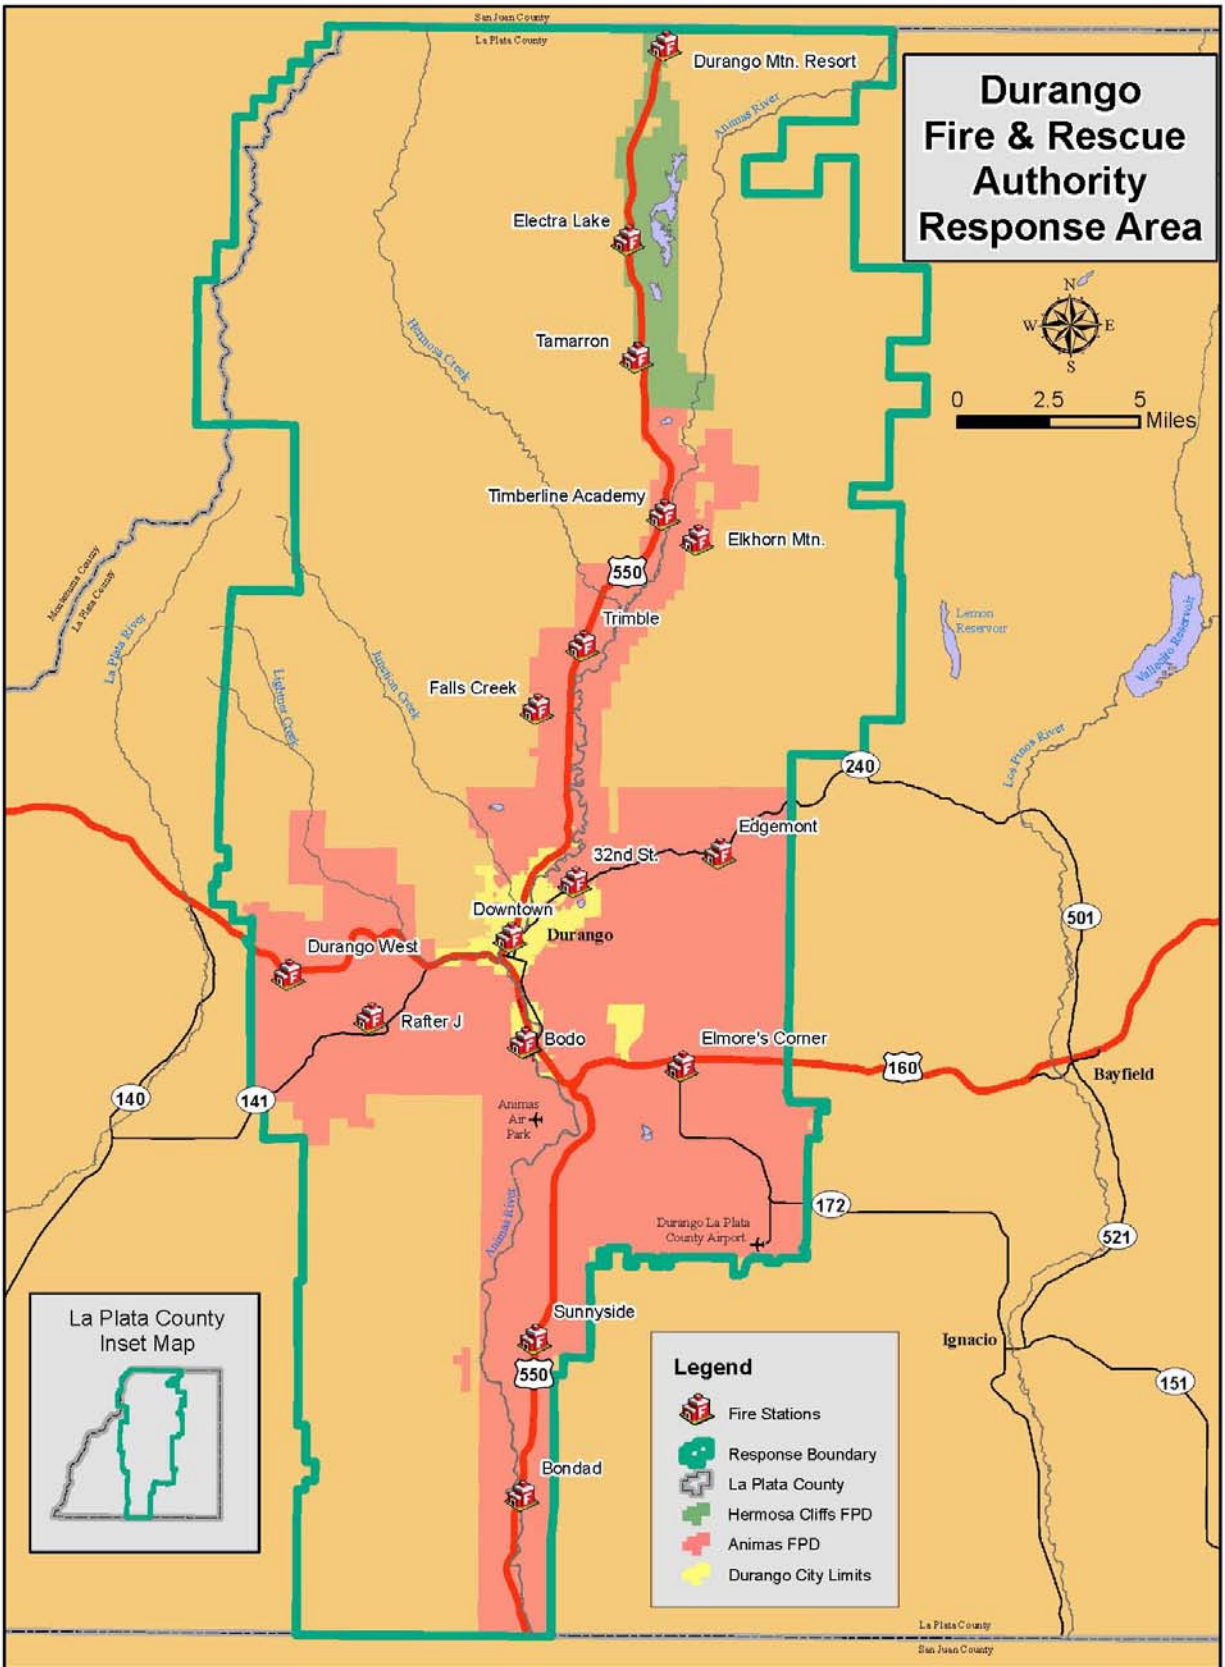 San Juan County
La Plata County
Durango
Fire & Rescue
Authority
Response Area
Durango Mtn. Resort
Animas River
Electra Lake
N
W
E
S
Tamarron
Hermosa Creek
0
2.5
5
Miles
Timberline Academy
Elkhorn Mtn.
550
Montezuma County
La Plata County
La Plata River
Trimble
Lemon
Reservoir
Vallecito Reservoir
Junction Creek
Lightner Creek
Falls Creek
Los Pinos River
240
Edgemont
32nd St.
Downtown
Durango
501
Durango West
Rafter J
Bodo
Elmore's Corner
160
Bayfield
140
141
Animas
Air
Park
Animas River
172
Durango La Plata
County Airport
521
La Plata County
Inset Map
Sunnyside
550
Ignacio
151
Bondad
Legend
F Fire Stations
Response Boundary
La Plata County
Hermosa Cliffs FPD
Animas FPD
Durango City Limits
La Plata County
San Juan County